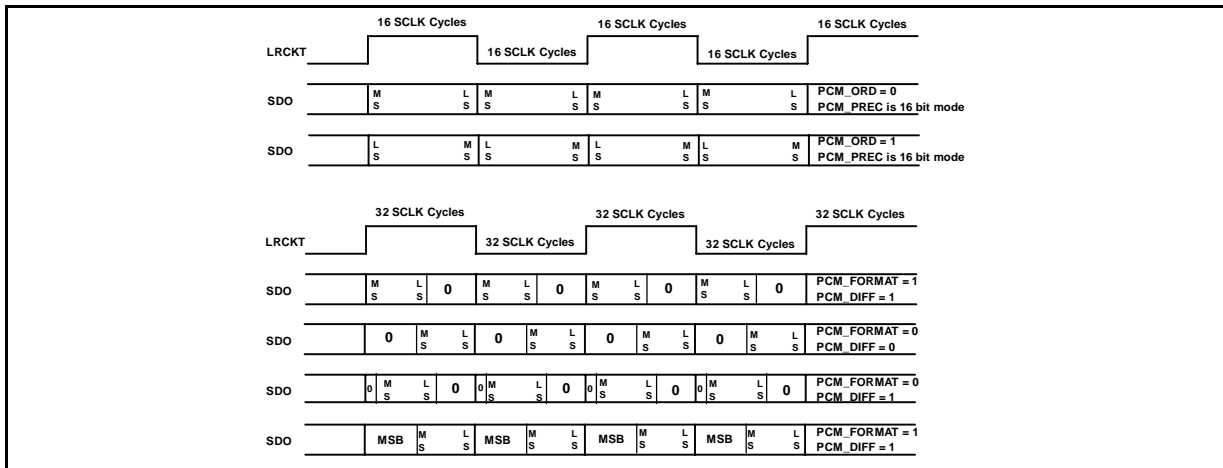 16 SCLK Cycles 16 SCLK Cycles 16 SCLK Cycles
LRCKT 16 SCLK Cycles 16 SCLK Cycles
SDO M L M L M L M L PCM_ORD = 0
S S S S S S S S PCM_PREC is 16 bit mode
SDO L M L M L M L M PCM_ORD = 1
S S S S S S S S PCM_PREC is 16 bit mode
32 SCLK Cycles 32 SCLK Cycles 32 SCLK Cycles
LRCKT 32 SCLK Cycles 32 SCLK Cycles
SDO M L 0 M L 0 M L 0 M L 0 PCM_FORMAT = 1
S S S S S S S S PCM_DIFF = 1
SDO 0 M L 0 M L 0 M L 0 M L PCM_FORMAT = 0
S S S S S S S S PCM_DIFF = 0
SDO 0 M L 0 0 M L 0 0 M L 0 0 M L 0 PCM_FORMAT = 0
S S S S S S S S PCM_DIFF = 1
SDO MSB M L MSB M L MSB M L MSB M L PCM_FORMAT = 1
S S S S S S S S PCM_DIFF = 1